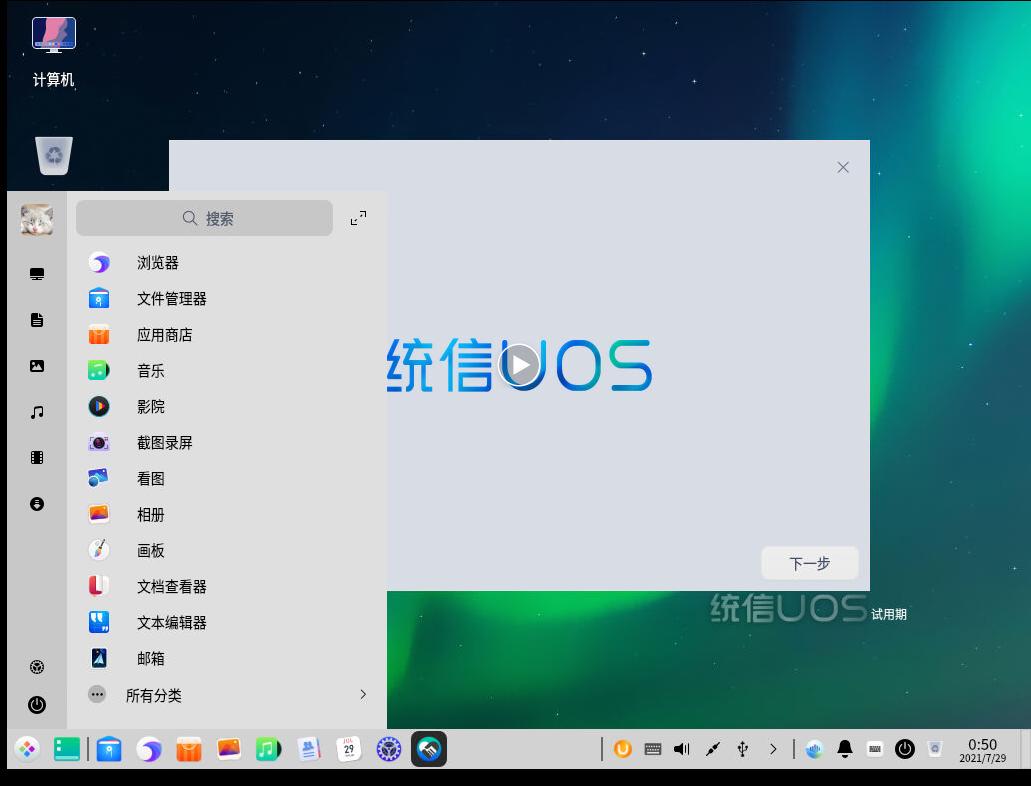 计算机
搜索
浏览器
文件管理器
应用商店
音乐
影院
截图录屏
看图
相册
画板
文档查看器
文本编辑器
邮箱
所有分类
统信UOS
下一步
统信UOS 试用期
JUL
29
0:50
2021/7/29